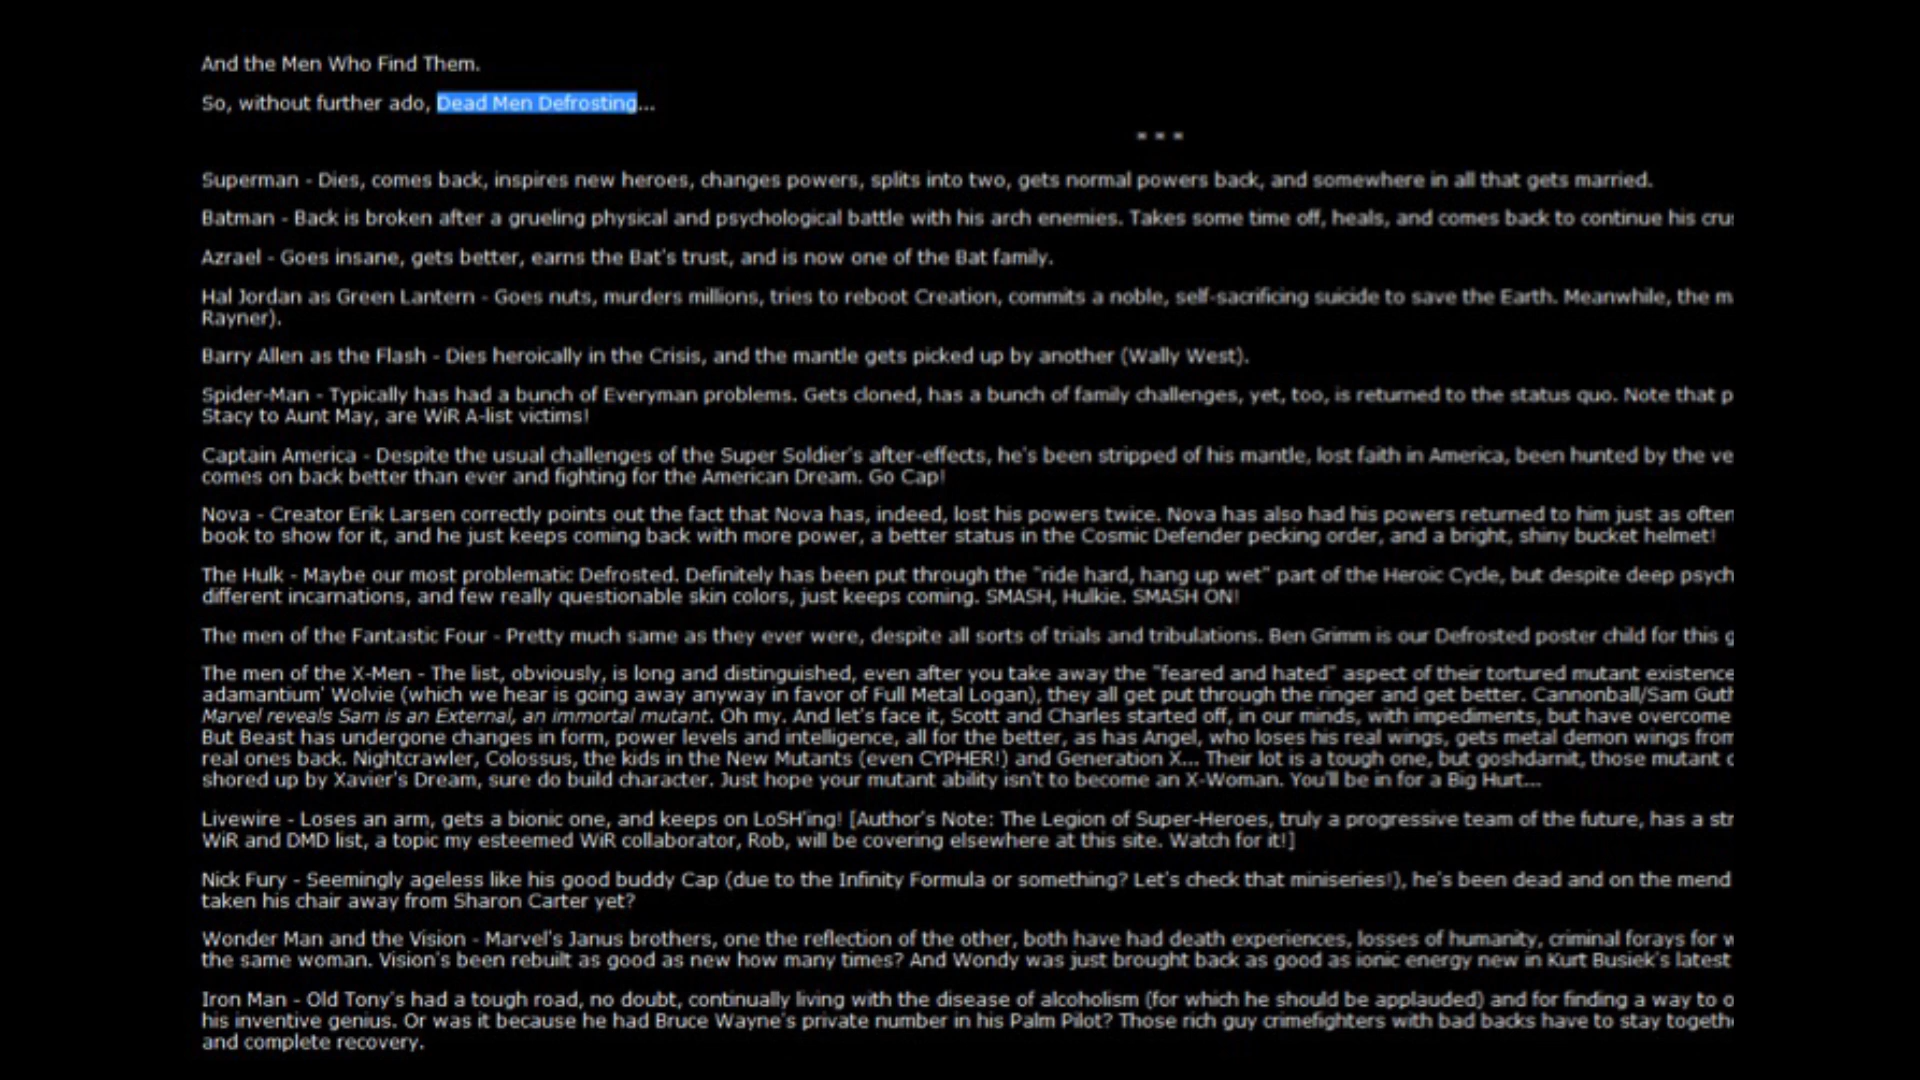 And the Men Who Find Them.
So, without further ado, Dead Men Defrosting...
* * *
Superman - Dies, comes back, inspires new heroes, changes powers, splits into two, gets normal powers back, and somewhere in all that gets married.
Batman - Back is broken after a grueling physical and psychological battle with his arch enemies. Takes some time off, heals, and comes back to continue his cru
Azrael - Goes insane, gets better, earns the Bat's trust, and is now one of the Bat family.
Hal Jordan as Green Lantern - Goes nuts, murders millions, tries to reboot Creation, commits a noble, self-sacrificing suicide to save the Earth. Meanwhile, the m
Rayner).
Barry Allen as the Flash - Dies heroically in the Crisis, and the mantle gets picked up by another (Wally West).
Spider-Man - Typically has had a bunch of Everyman problems. Gets cloned, has a bunch of family challenges, yet, too, is returned to the status quo. Note that p
Stacy to Aunt May, are WiR A-list victims!
Captain America - Despite the usual challenges of the Super Soldier's after-effects, he's been stripped of his mantle, lost faith in America, been hunted by the ve
comes on back better than ever and fighting for the American Dream. Go Cap!
Nova - Creator Erik Larsen correctly points out the fact that Nova has, indeed, lost his powers twice. Nova has also had his powers returned to him just as often
book to show for it, and he just keeps coming back with more power, a better status in the Cosmic Defender pecking order, and a bright, shiny bucket helmet!
The Hulk - Maybe our most problematic Defrosted. Definitely has been put through the "ride hard, hang up wet" part of the Heroic Cycle, but despite deep psych
different incarnations, and few really questionable skin colors, just keeps coming. SMASH, Hulkie. SMASH ON!
The men of the Fantastic Four - Pretty much same as they ever were, despite all sorts of trials and tribulations. Ben Grimm is our Defrosted poster child for this g
The men of the X-Men - The list, obviously, is long and distinguished, even after you take away the "feared and hated" aspect of their tortured mutant existence
adamantium' Wolvie (which we hear is going away anyway in favor of Full Metal Logan), they all get put through the ringer and get better. Cannonball/Sam Guth
Marvel reveals Sam is an External, an immortal mutant. Oh my. And let's face it, Scott and Charles started off, in our minds, with impediments, but have overcome
But Beast has undergone changes in form, power levels and intelligence, all for the better, as has Angel, who loses his real wings, gets metal demon wings from
real ones back. Nightcrawler, Colossus, the kids in the New Mutants (even CYPHER!) and Generation X... Their lot is a tough one, but goshdarnit, those mutant c
shored up by Xavier's Dream, sure do build character. Just hope your mutant ability isn't to become an X-Woman. You'll be in for a Big Hurt...
Livewire - Loses an arm, gets a bionic one, and keeps on LoSH'ing! [Author's Note: The Legion of Super-Heroes, truly a progressive team of the future, has a str
WiR and DMD list, a topic my esteemed WiR collaborator, Rob, will be covering elsewhere at this site. Watch for it!]
Nick Fury - Seemingly ageless like his good buddy Cap (due to the Infinity Formula or something? Let's check that miniseries!), he's been dead and on the mend
taken his chair away from Sharon Carter yet?
Wonder Man and the Vision - Marvel's Janus brothers, one the reflection of the other, both have had death experiences, losses of humanity, criminal forays for w
the same woman. Vision's been rebuilt as good as new how many times? And Wondy was just brought back as good as ionic energy new in Kurt Busiek's latest
Iron Man - Old Tony's had a tough road, no doubt, continually living with the disease of alcoholism (for which he should be applauded) and for finding a way to o
his inventive genius. Or was it because he had Bruce Wayne's private number in his Palm Pilot? Those rich guy crimefighters with bad backs have to stay togeth
and complete recovery.